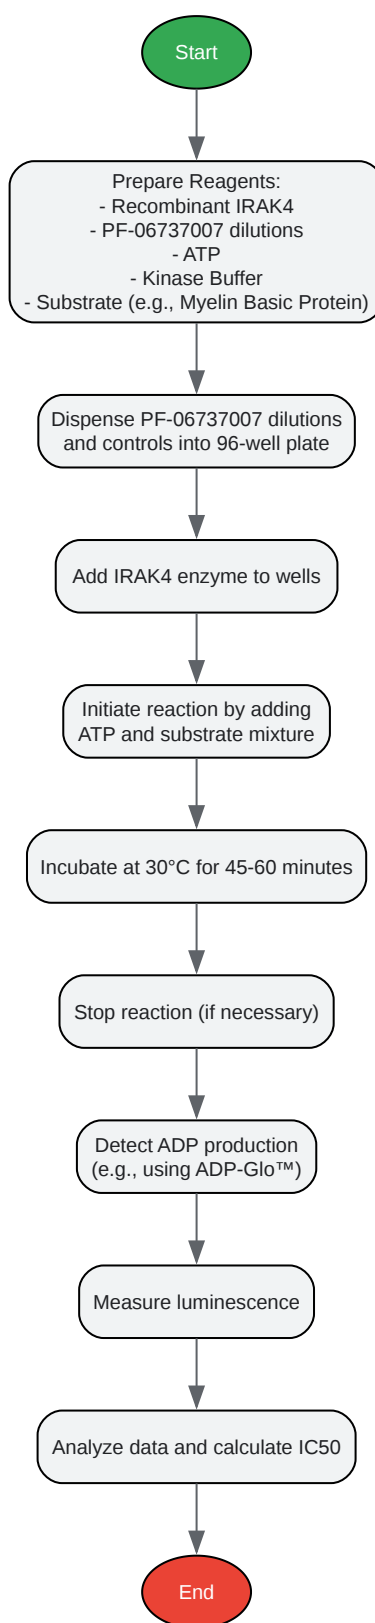 Start
Prepare Reagents:
- Recombinant IRAK4
- PF-06737007 dilutions
- ATP
- Kinase Buffer
- Substrate (e.g., Myelin Basic Protein)
Dispense PF-06737007 dilutions
and controls into 96-well plate
Add IRAK4 enzyme to wells
Initiate reaction by adding
ATP and substrate mixture
Incubate at 30°C for 45-60 minutes
Stop reaction (if necessary)
Detect ADP production
(e.g., using ADP-Glo™)
Measure luminescence
Analyze data and calculate IC50
End